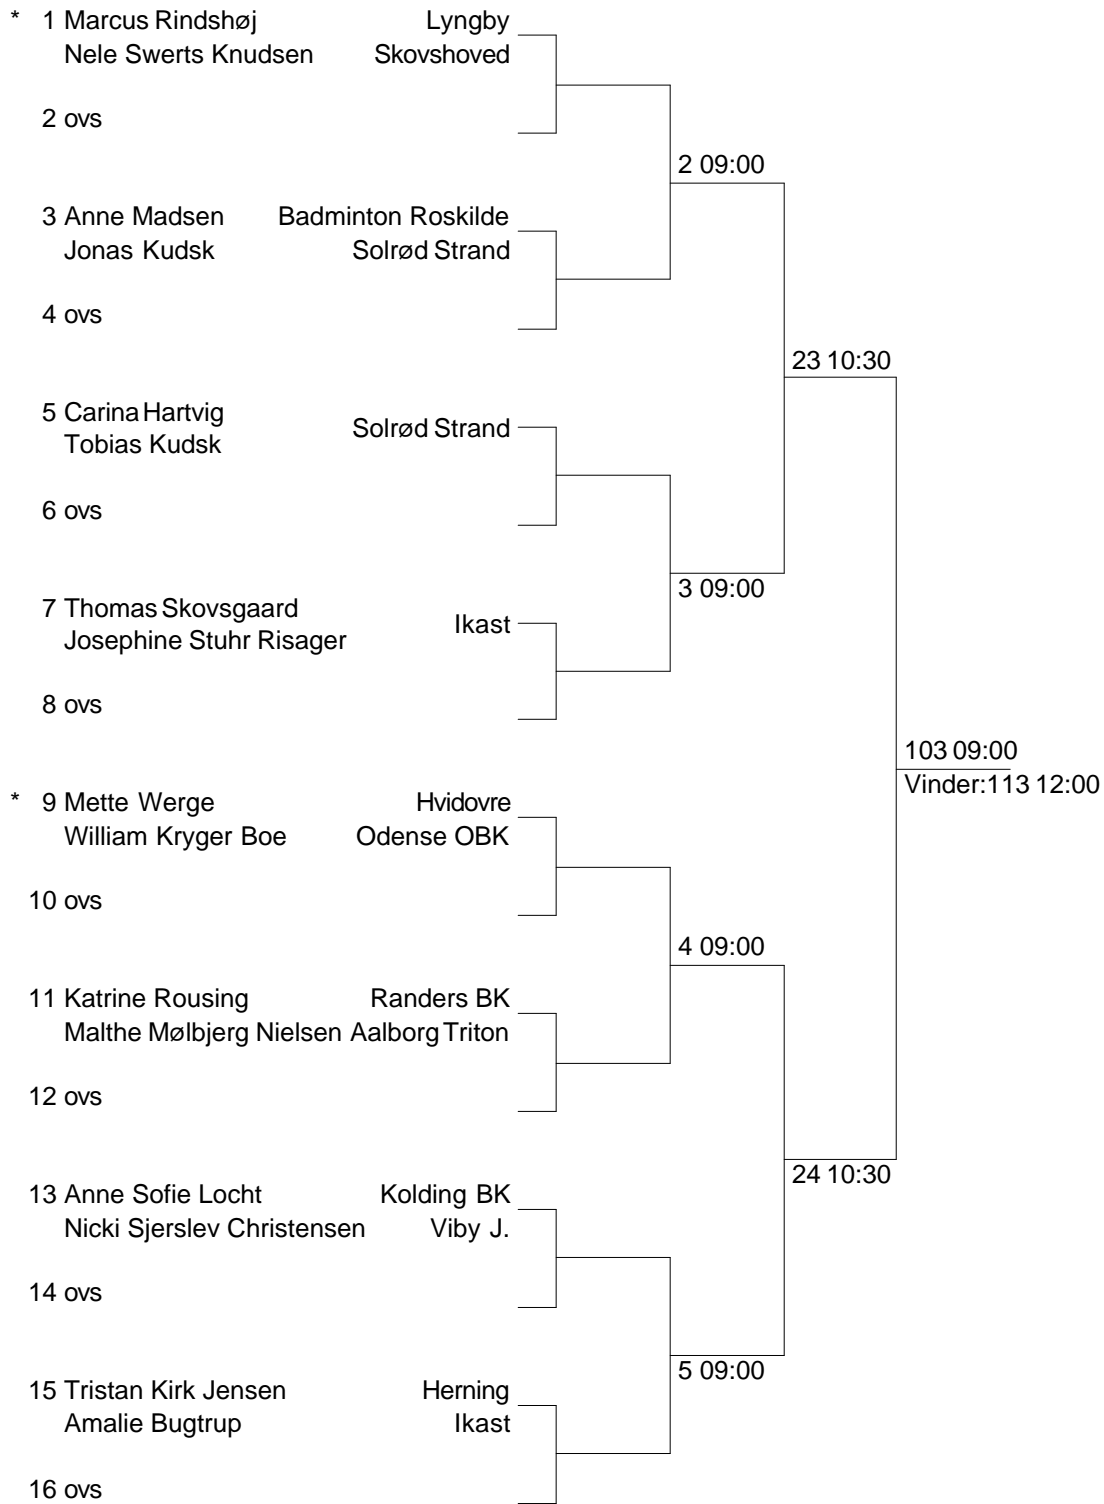 * 1 Marcus Rindshøj Lyngby
Nele Swerts Knudsen Skovshoved
2 ovs
2 09:00
3 Anne Madsen Badminton Roskilde
Jonas Kudsk Solrød Strand
4 ovs
23 10:30
5 Carina Hartvig
Solrød Strand
Tobias Kudsk
6 ovs
3 09:00
7 Thomas Skovsgaard
Ikast
Josephine Stuhr Risager
8 ovs
103 09:00
Vinder:113 12:00
* 9 Mette Werge Hvidovre
William Kryger Boe Odense OBK
10 ovs
4 09:00
11 Katrine Rousing Randers BK
Malthe Mølbjerg Nielsen Aalborg Triton
12 ovs
24 10:30
13 Anne Sofie Locht Kolding BK
Nicki Sjerslev Christensen Viby J.
14 ovs
5 09:00
15 Tristan Kirk Jensen Herning
Amalie Bugtrup Ikast
16 ovs